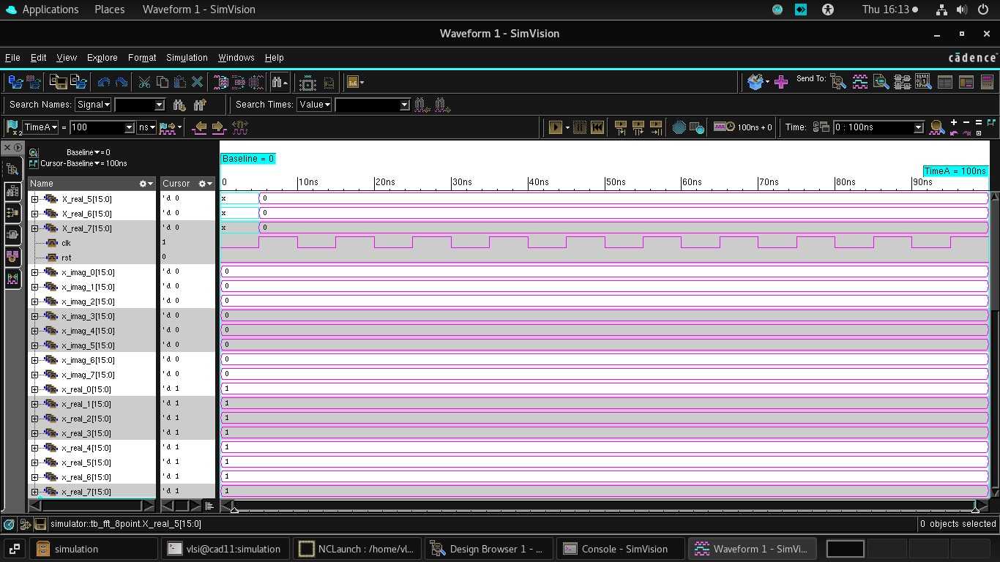 Applications Places Waveform 1 - SimVision Thu 16:13
Waveform 1 - SimVision
File Edit View Explore Format Simulation Windows Help cādence
Send To:
Search Names: Signal Search Times: Value
TimeA = 100 ns 100ns + 0 Time: 0 : 100ns
Baseline = 0
Cursor-Baseline = 100ns
Baseline = 0
TimeA = 100ns
Name Cursor 0 10ns 20ns 30ns 40ns 50ns 60ns 70ns 80ns 90ns
X_real_5[15:0] 'd 0 x 0
X_real_6[15:0] 'd 0 x 0
X_real_7[15:0] 'd 0 x 0
clk 1
rst 0
x_imag_0[15:0] 'd 0 0
x_imag_1[15:0] 'd 0 0
x_imag_2[15:0] 'd 0 0
x_imag_3[15:0] 'd 0 0
x_imag_4[15:0] 'd 0 0
x_imag_5[15:0] 'd 0 0
x_imag_6[15:0] 'd 0 0
x_imag_7[15:0] 'd 0 0
x_real_0[15:0] 'd 1 1
x_real_1[15:0] 'd 1 1
x_real_2[15:0] 'd 1 1
x_real_3[15:0] 'd 1 1
x_real_4[15:0] 'd 1 1
x_real_5[15:0] 'd 1 1
x_real_6[15:0] 'd 1 1
x_real_7[15:0] 'd 1 1
simulator::tb_fft_8point.X_real_5[15:0] 0 objects selected
simulation vlsi@cad11:simulation NCLaunch : /home/vl... Design Browser 1 - ... Console - SimVision Waveform 1 - SimVi...